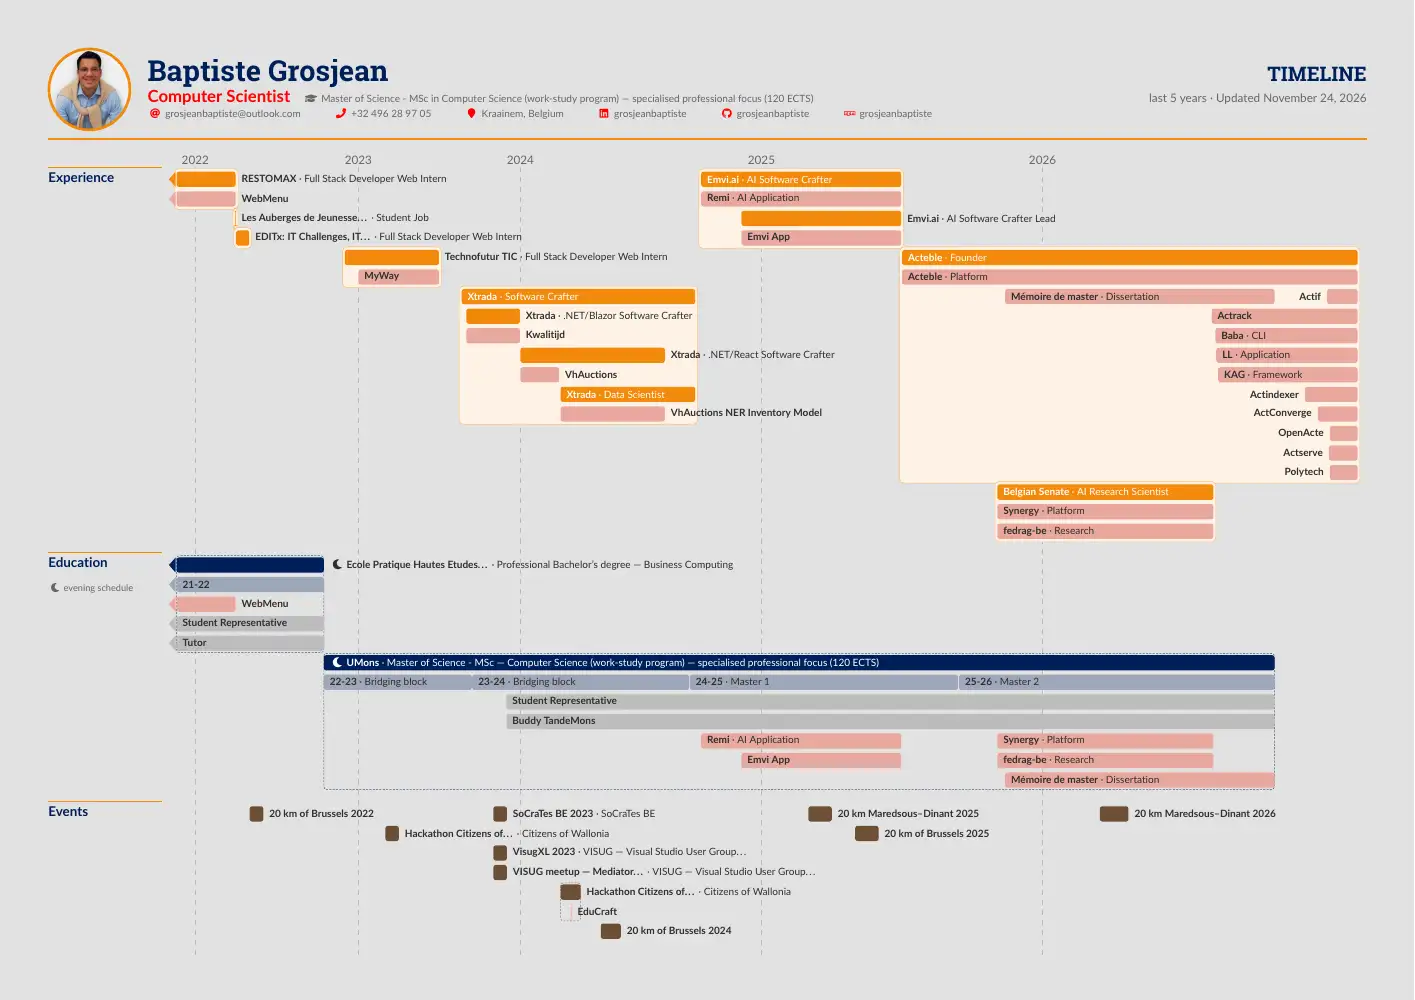 Baptiste Grosjean
TIMELINE
Computer Scientist Master of Science - MSc in Computer Science (work-study program) — specialised professional focus (120 ECTS)
last 5 years · Updated November 24, 2026
grosjeanbaptiste@outlook.com +32 496 28 97 05 Kraainem, Belgium grosjeanbaptiste grosjeanbaptiste grosjeanbaptiste
2022 2023 2024 2025 2026
Experience
RESTOMAX · Full Stack Developer Web Intern
WebMenu
Les Auberges de Jeunesse… · Student Job
EDITx: IT Challenges, IT… · Full Stack Developer Web Intern
Technofutur TIC · Full Stack Developer Web Intern
MyWay
Xtrada · Software Crafter
Xtrada · .NET/Blazor Software Crafter
Kwalitijd
Xtrada · .NET/React Software Crafter
VhAuctions
Xtrada · Data Scientist
VhAuctions NER Inventory Model
Emvi.ai · AI Software Crafter
Remi · AI Application
Emvi.ai · AI Software Crafter Lead
Emvi App
Acteble · Founder
Acteble · Platform
Mémoire de master · Dissertation
Actif
Actrack
Baba · CLI
LL · Application
KAG · Framework
Actindexer
ActConverge
OpenActe
Actserve
Polytech
Belgian Senate · AI Research Scientist
Synergy · Platform
fedrag-be · Research
Education
evening schedule
Ecole Pratique Hautes Etudes… · Professional Bachelor's degree — Business Computing
21-22
WebMenu
Student Representative
Tutor
UMons · Master of Science - MSc — Computer Science (work-study program) — specialised professional focus (120 ECTS)
22-23 · Bridging block 23-24 · Bridging block 24-25 · Master 1 25-26 · Master 2
Student Representative
Buddy TandeMons
Remi · AI Application Synergy · Platform
Emvi App fedrag-be · Research
Mémoire de master · Dissertation
Events
20 km of Brussels 2022 SoCraTes BE 2023 · SoCraTes BE 20 km Maredsous–Dinant 2025 20 km Maredsous–Dinant 2026
Hackathon Citizens of… · Citizens of Wallonia 20 km of Brussels 2025
VisugXL 2023 · VISUG — Visual Studio User Group…
VISUG meetup — Mediator… · VISUG — Visual Studio User Group…
Hackathon Citizens of… · Citizens of Wallonia
EduCraft
20 km of Brussels 2024